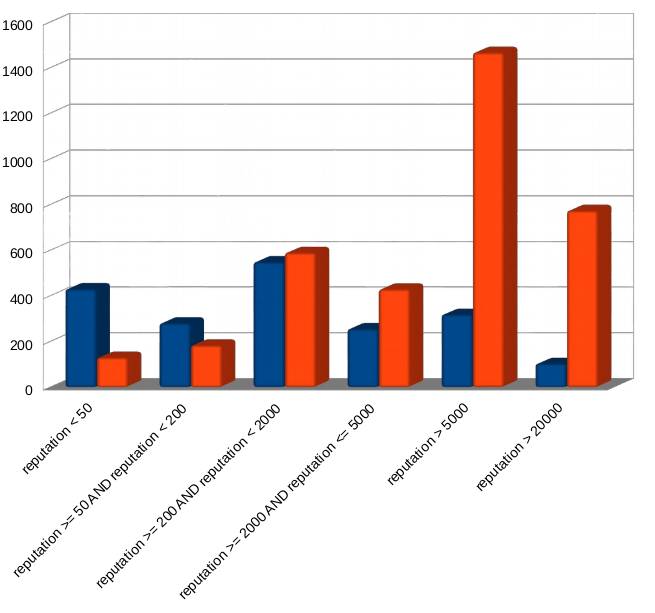 1600
1400
1200
1000
800
600
400
200
0
reputation < 50
reputation >= 50 AND reputation < 200
reputation >= 200 AND reputation < 2000
reputation >= 2000 AND reputation <= 5000
reputation > 5000
reputation > 20000